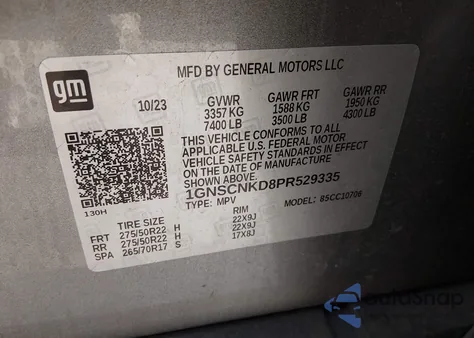 gm
MFD BY GENERAL MOTORS LLC
10/23 GVWR GAWR FRT GAWR RR
3357 KG 1588 KG 1950 KG
7400 LB 3500 LB 4300 LB
THIS VEHICLE CONFORMS TO ALL
APPLICABLE U.S. FEDERAL MOTOR
VEHICLE SAFETY STANDARDS IN EFFECT
ON THE DATE OF MANUFACTURE
SHOWN ABOVE.
1GNSCNKD8PR529335
TYPE: MPV MODEL: 8SCC10706
130H
TIRE SIZE RIM
FRT 275/50R22 H 22X9J
RR 275/50R22 H 22X9J
SPA 265/70R17 S 17X8J
AutoSnap